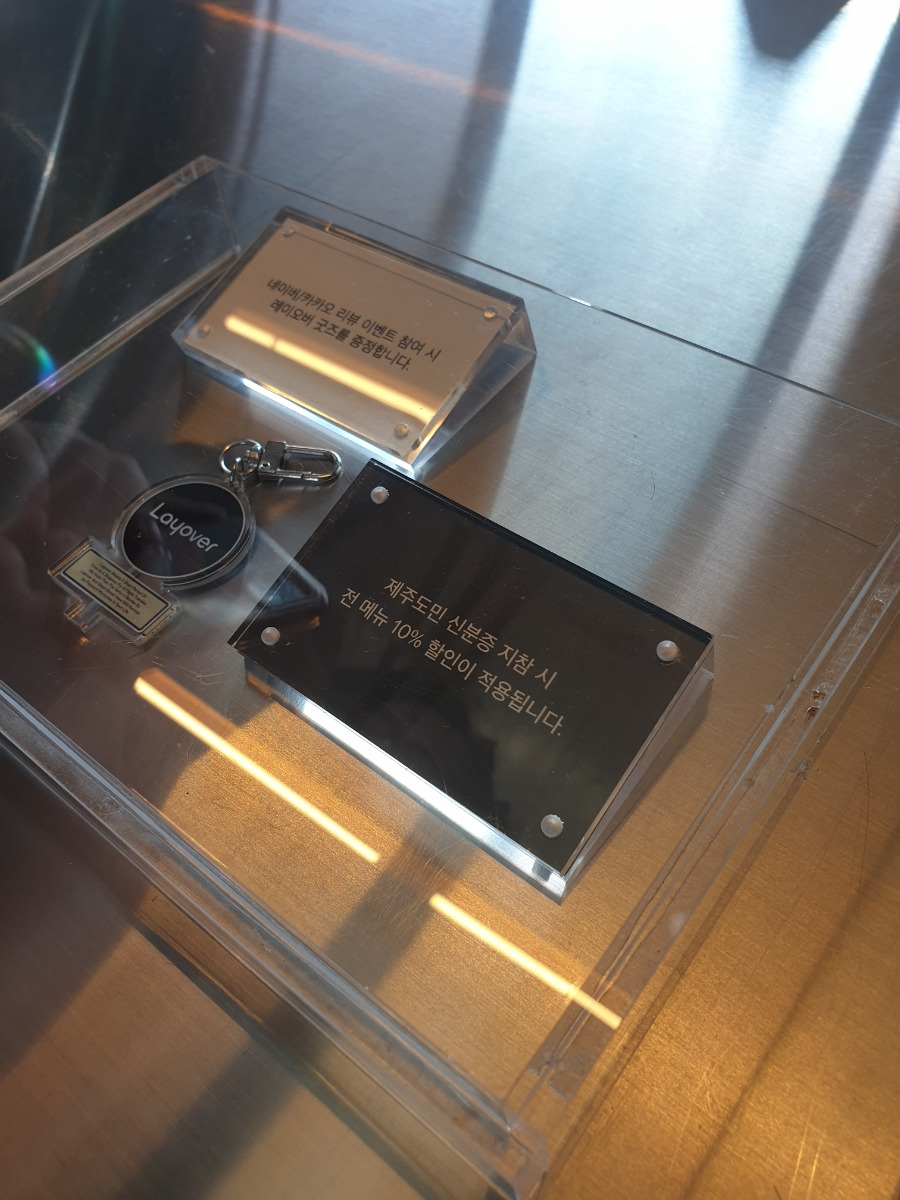 네이버/카카오 리뷰 이벤트 참여 시
레이오버 굿즈를 증정합니다.
Layover
제주도민 신분증 지참 시
전 메뉴 10% 할인이 적용됩니다.